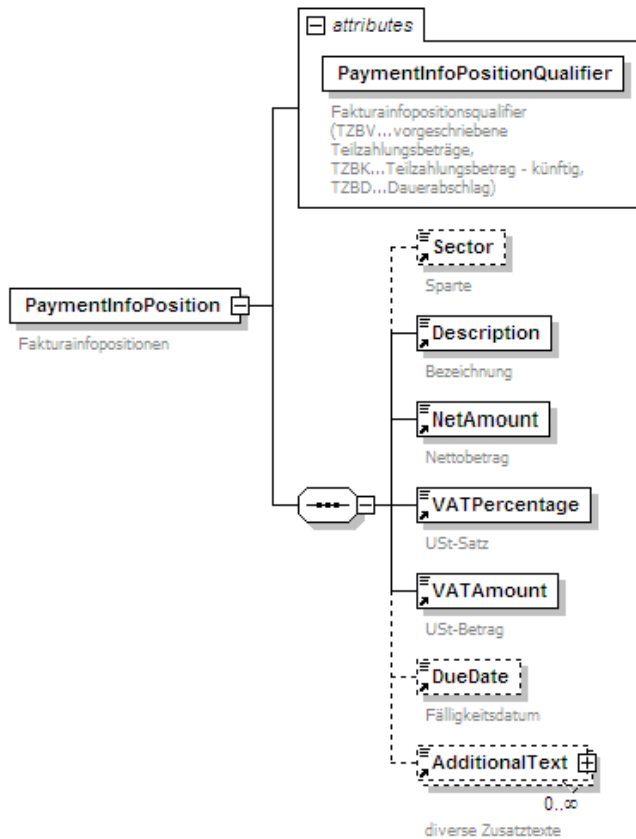 attributes
PaymentInfoPositionQualifier
Fakturainfopositionsqualifier
(TZBV...vorgeschriebene
Teilzahlungsbeträge,
TZBK...Teilzahlungsbetrag - künftig,
TZBD...Dauerabschlag)
PaymentInfoPosition
Fakturainfopositionen
Sector
Sparte
Description
Bezeichnung
NetAmount
Nettobetrag
VATPercentage
USt-Satz
VATAmount
USt-Betrag
DueDate
Fälligkeitsdatum
AdditionalText
0..∞
diverse Zusatztexte